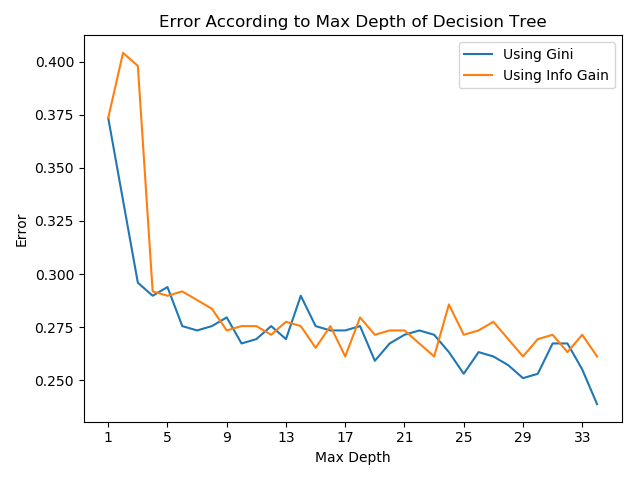 Error According to Max Depth of Decision Tree
Using Gini
Using Info Gain
0.400
0.375
0.350
0.325
0.300
0.275
0.250
Error
1 5 9 13 17 21 25 29 33
Max Depth